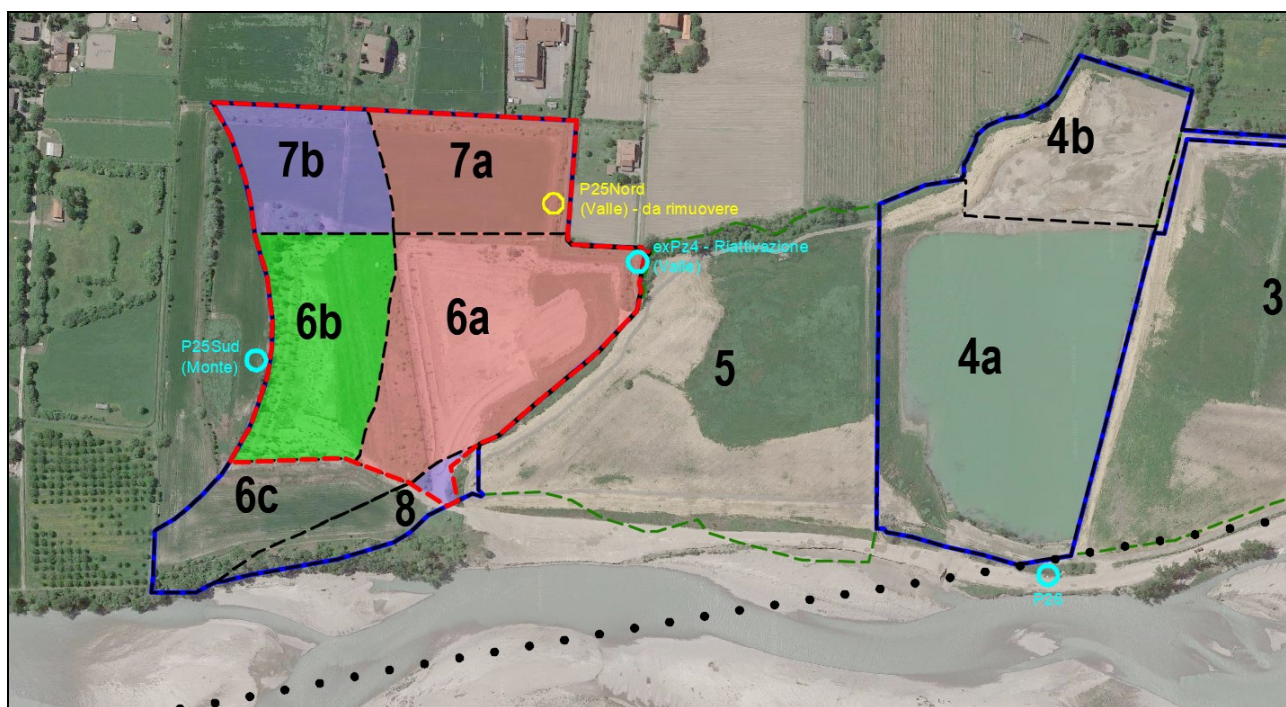 4b
7b
7a
P25Nord
(Valle) - da rimuovere
exPz4 - Riattivazione
(Valle)
3
6b
6a
P25Sud
(Monte)
5
4a
6c
8
P26